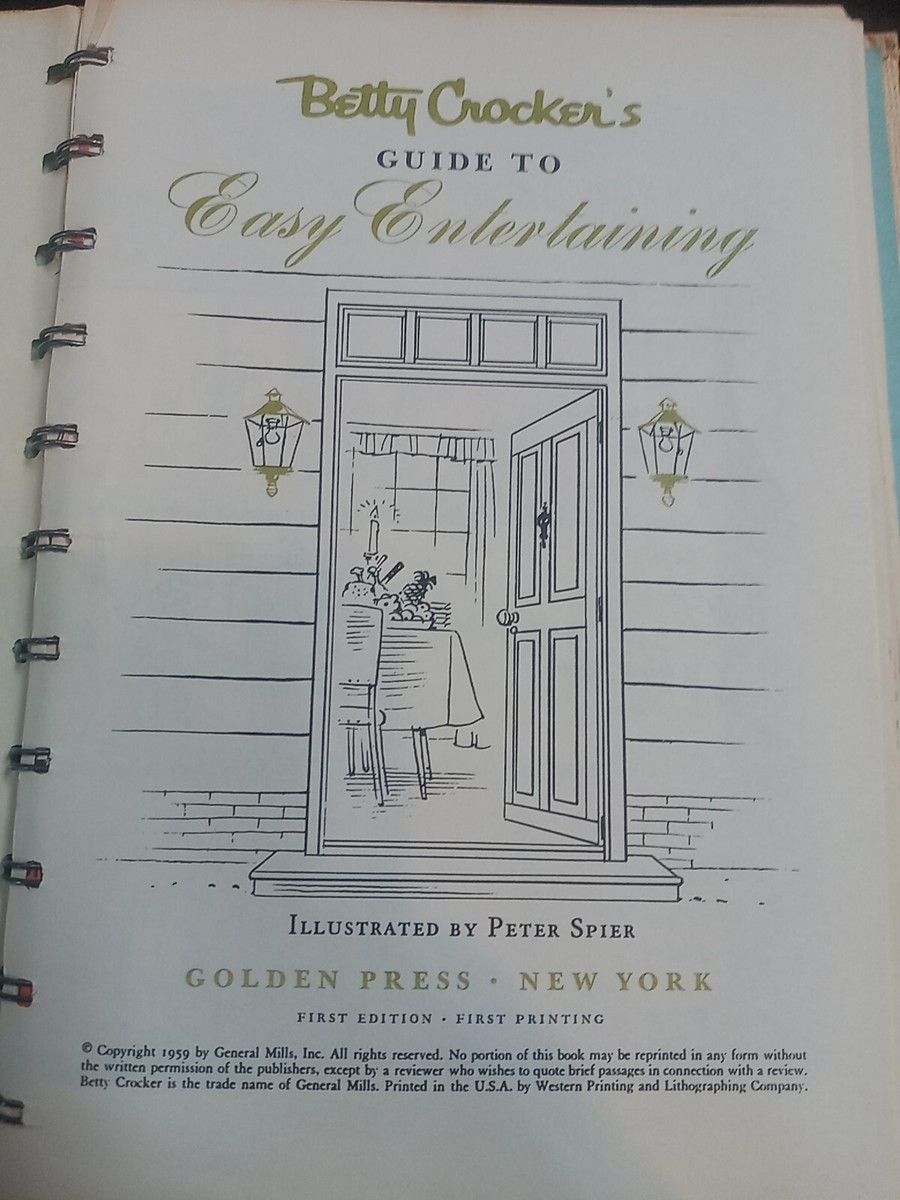 Betty Crocker's
GUIDE TO
Easy Entertaining
ILLUSTRATED BY PETER SPIER
GOLDEN PRESS • NEW YORK
FIRST EDITION • FIRST PRINTING
© Copyright 1959 by General Mills, Inc. All rights reserved. No portion of this book may be reprinted in any form without
the written permission of the publishers, except by a reviewer who wishes to quote brief passages in connection with a review.
Betty Crocker is the trade name of General Mills. Printed in the U.S.A. by Western Printing and Lithographing Company.